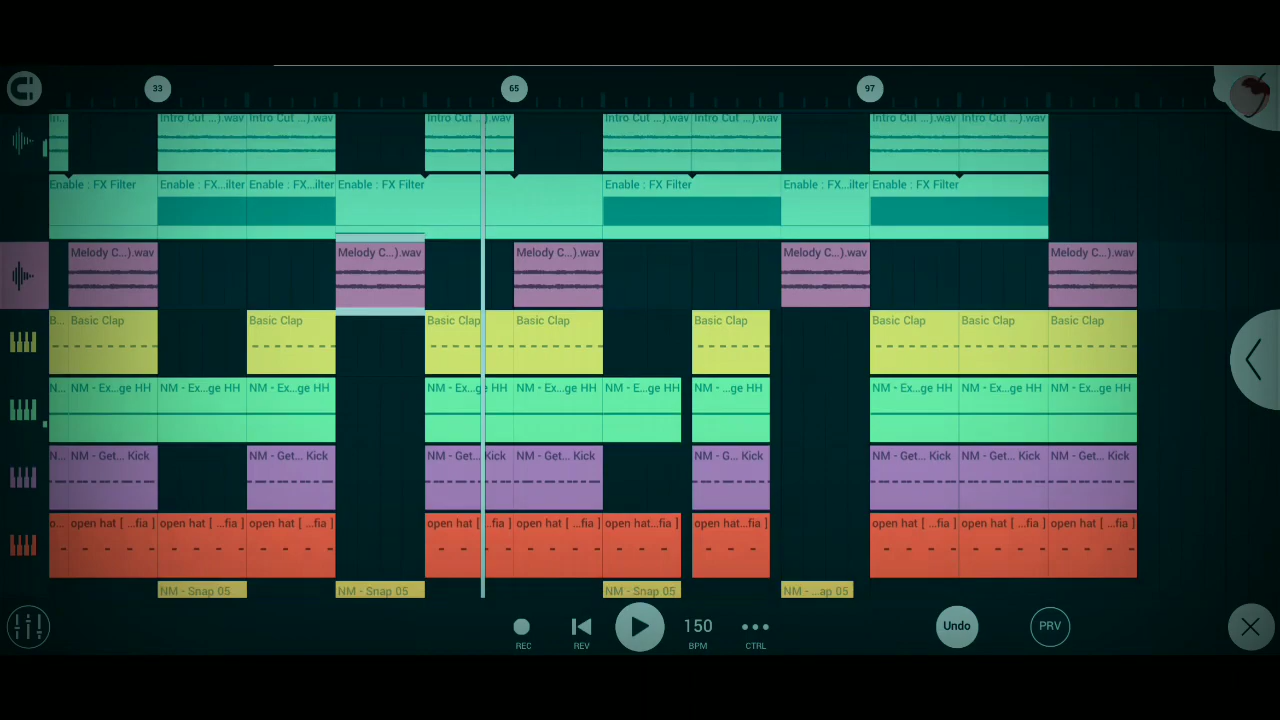 33 65 97
In... Intro Cut ...).wav Intro Cut ...).wav Intro Cut ...).wav Intro Cut ...).wav Intro Cut ...).wav Intro Cut ...).wav Intro Cut ...).wav
Enable : FX Filter Enable : FX...ilter Enable : FX...ilter Enable : FX Filter Enable : FX Filter Enable : FX...ilter Enable : FX Filter
Melody C...).wav Melody C...).wav Melody C...).wav Melody C...).wav Melody C...).wav
B... Basic Clap Basic Clap Basic Clap Basic Clap Basic Clap Basic Clap Basic Clap Basic Clap
N... NM - Ex...ge HH NM - Ex...ge HH NM - Ex...ge HH NM - Ex...ge HH NM - Ex...ge HH NM - E...ge HH NM - ...ge HH NM - Ex...ge HH NM - Ex...ge HH NM - Ex...ge HH
N... NM - Get... Kick NM - Get... Kick NM - Get... Kick NM - Get... Kick NM - G... Kick NM - Get... Kick NM - Get... Kick NM - Get... Kick
o... open hat [ ...fia ] open hat [ ...fia ] open hat [ ...fia ] open hat [ ...fia ] open hat [ ...fia ] open hat...fia ] open hat [ ...fia ] open hat [ ...fia ] open hat [ ...fia ] open hat [ ...fia ]
NM - Snap 05 NM - Snap 05 NM - Snap 05 NM - ...ap 05
150 Undo PRV
REC REV BPM CTRL